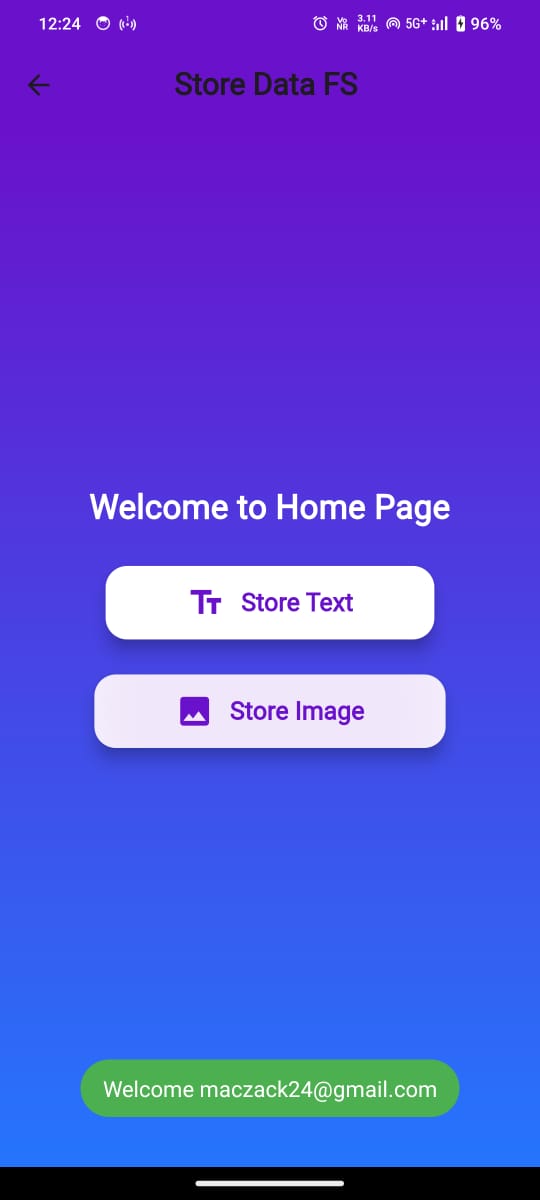 12:24 Vo NR 3.11 KB/s 5G+ 96%
Store Data FS
Welcome to Home Page
Tт Store Text
Store Image
Welcome maczack24@gmail.com